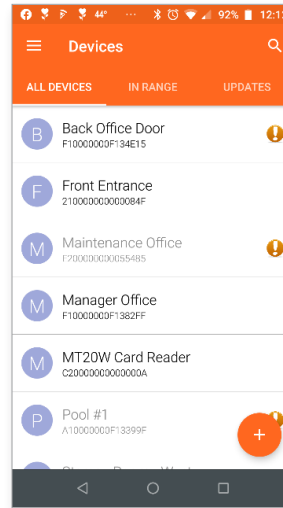 44° ... 92% 12:1
Devices
ALL DEVICES IN RANGE UPDATES
B Back Office Door
F10000000F134E15
F Front Entrance
210000000000084F
M Maintenance Office
F200000000055485
M Manager Office
F10000000F1382FF
M MT20W Card Reader
C20000000000000A
P Pool #1
A10000000F13399F
+